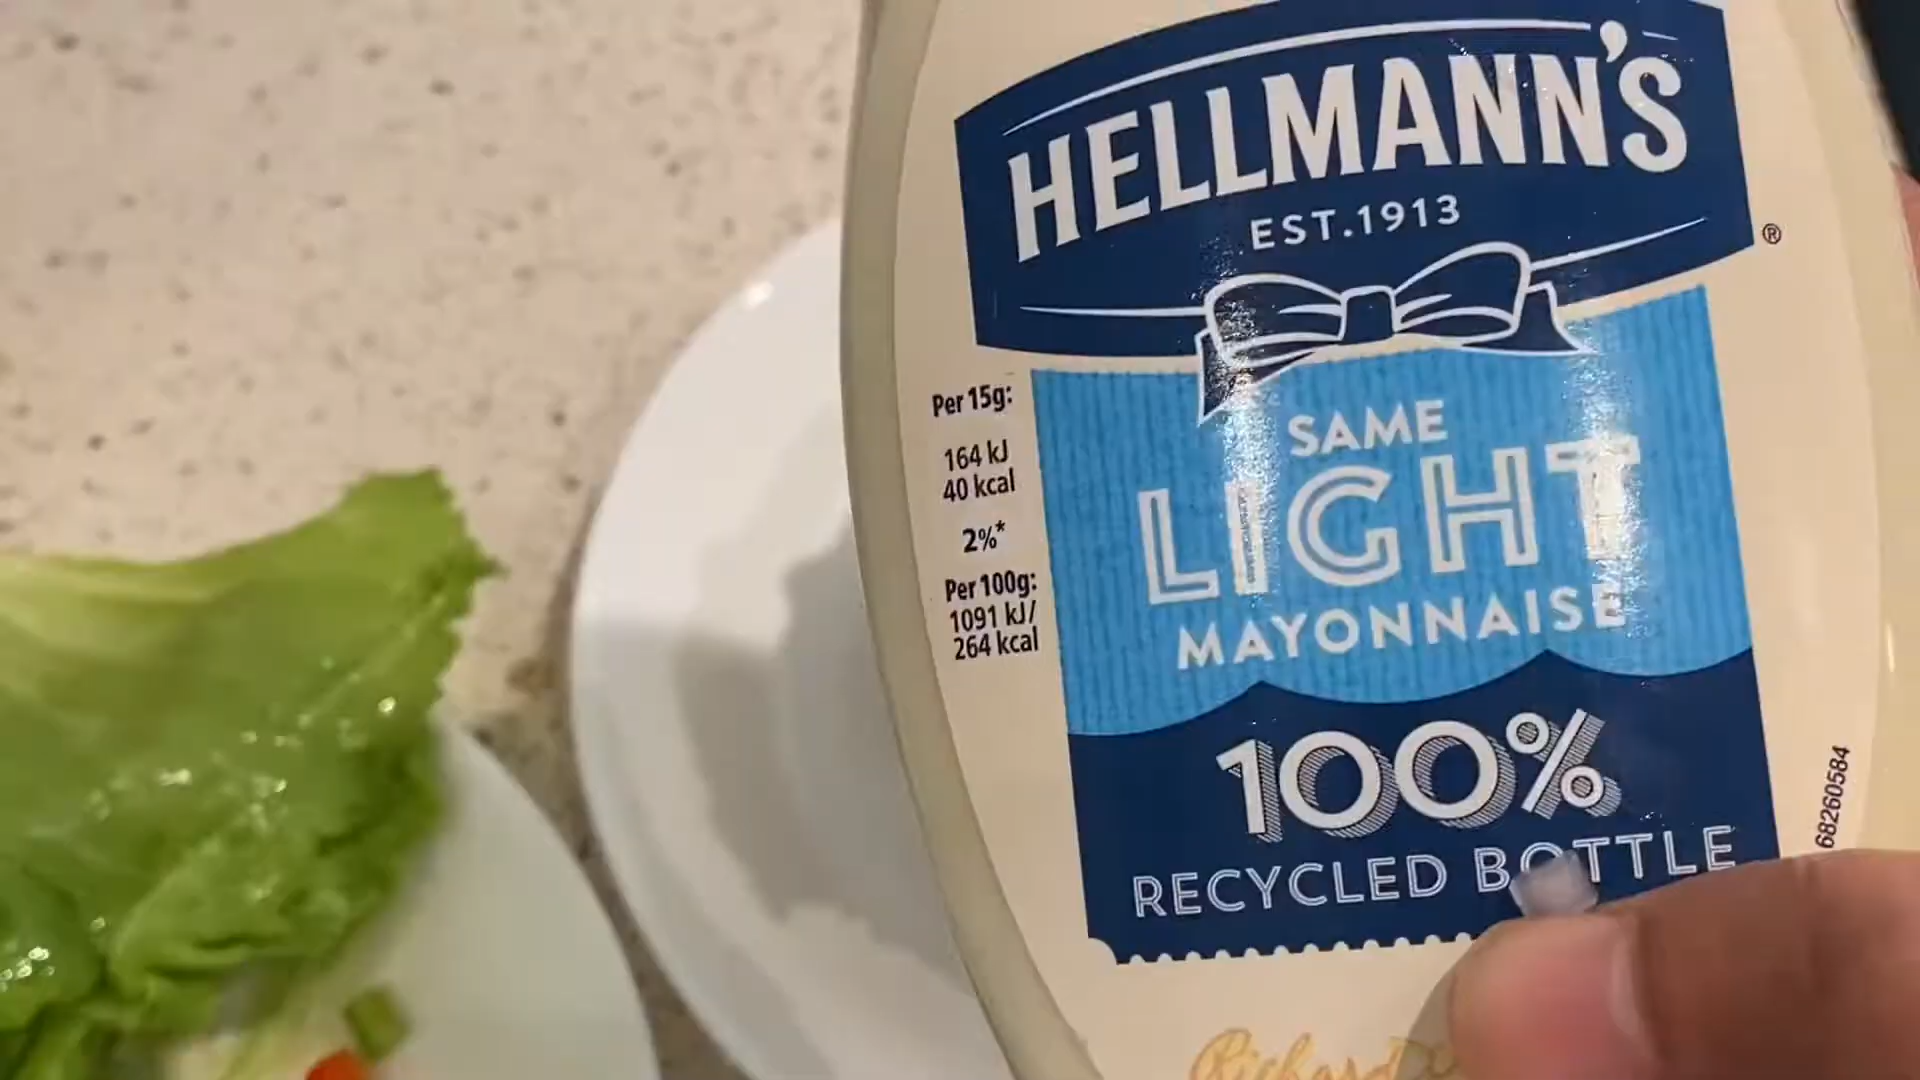 HELLMANN'S
EST.1913
®
Per 15g:
164 kJ
40 kcal
2%*
Per 100g:
1091 kJ/
264 kcal
SAME
LIGHT
MAYONNAISE
100%
RECYCLED BOTTLE
68260584
Richard